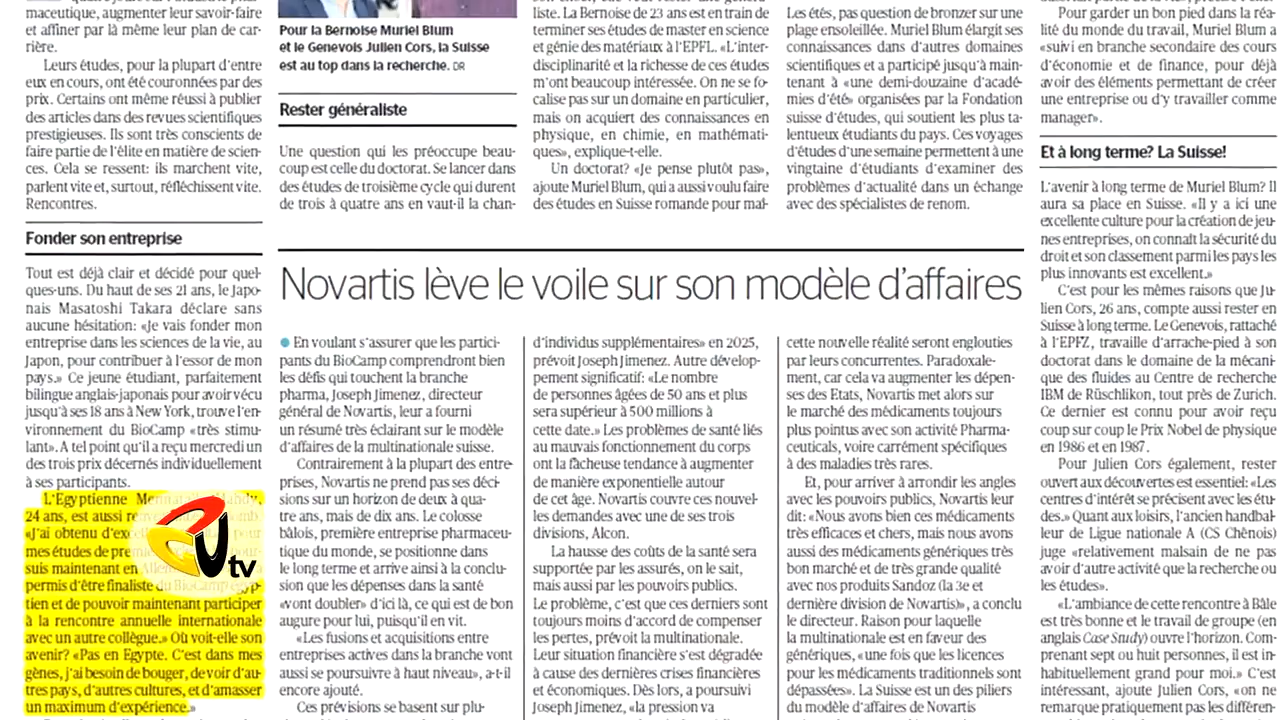 maceutique, augmenter leur savoir-faire
et affiner par là même leur plan de car-
rière.
Leurs études, pour la plupart d'entre
eux en cours, ont été couronnées par des
prix. Certains ont même réussi à publier
des articles dans des revues scientifiques
prestigieuses. Ils sont très conscients de
faire partie de l'élite en matière de scien-
ces. Cela se ressent: ils marchent vite,
parlent vite et, surtout, réfléchissent vite.
Rencontres.
Fonder son entreprise
Tout est déjà clair et décidé pour quel-
ques-uns. Du haut de ses 21 ans, le Japo-
nais Masatoshi Takara déclare sans
aucune hésitation: «Je vais fonder mon
entreprise dans les sciences de la vie, au
Japon, pour contribuer à l'essor de mon
pays.» Ce jeune étudiant, parfaitement
bilingue anglais-japonais pour avoir vécu
jusqu'à ses 18 ans à New York, trouve l'en-
vironnement du BioCamp «très stimu-
lant». A tel point qu'il a reçu mercredi un
des trois prix décernés individuellement
à ses participants.
L'Egyptienne
24 ans, est aussi
«J'ai obtenu
mes études de
suis maintenant en
permis d'être finaliste du BioCamp égyp-
tien et de pouvoir maintenant participer
à la rencontre annuelle internationale
avec un autre collègue.» Où voit-elle son
avenir? «Pas en Egypte. C'est dans mes
gènes, j'ai besoin de bouger, de voir d'au-
tres pays, d'autres cultures, et d'amasser
un maximum d'expérience.»
tv
Pour la Bernoise Muriel Blum
et le Genevois Julien Cors, la Suisse
est au top dans la recherche. DR
Rester généraliste
Une question qui les préoccupe beau-
coup est celle du doctorat. Se lancer dans
des études de troisième cycle qui durent
de trois à quatre ans en vaut-il la chan-
liste. La Bernoise de 23 ans est en train de
terminer ses études de master en science
et génie des matériaux à l'EPFL. «L'inter-
disciplinarité et la richesse de ces études
m'ont beaucoup intéressée. On ne se fo-
calise pas sur un domaine en particulier,
mais on acquiert des connaissances en
physique, en chimie, en mathémati-
ques», explique-t-elle.
Un doctorat? «Je pense plutôt pas»,
ajoute Muriel Blum, qui a aussi voulu faire
des études en Suisse romande pour maî-
Les étés, pas question de bronzer sur une
plage ensoleillée. Muriel Blum élargit ses
connaissances dans d'autres domaines
scientifiques et a participé jusqu'à main-
tenant à «une demi-douzaine d'acadé-
mies d'été» organisées par la Fondation
suisse d'études, qui soutient les plus ta-
lentueux étudiants du pays. Ces voyages
d'études d'une semaine permettent à une
vingtaine d'étudiants d'examiner des
problèmes d'actualité dans un échange
avec des spécialistes de renom.
Pour garder un bon pied dans la réa-
lité du monde du travail, Muriel Blum a
«suivi en branche secondaire des cours
d'économie et de finance, pour déjà
avoir des éléments permettant de créer
une entreprise ou d'y travailler comme
manager».
Et à long terme? La Suisse!
L'avenir à long terme de Muriel Blum? Il
aura sa place en Suisse. «Il y a ici une
excellente culture pour la création de jeu-
nes entreprises, on connaît la sécurité du
droit et son classement parmi les pays les
plus innovants est excellent.»
C'est pour les mêmes raisons que Ju-
lien Cors, 26 ans, compte aussi rester en
Suisse à long terme. Le Genevois, rattaché
à l'EPFZ, travaille d'arrache-pied à son
doctorat dans le domaine de la mécani-
que des fluides au Centre de recherche
IBM de Rüschlikon, tout près de Zurich.
Ce dernier est connu pour avoir reçu
coup sur coup le Prix Nobel de physique
en 1986 et en 1987.
Pour Julien Cors également, rester
ouvert aux découvertes est essentiel: «Les
centres d'intérêt se précisent avec les étu-
des.» Quant aux loisirs, l'ancien handbal-
leur de Ligue nationale A (CS Chênois)
juge «relativement malsain de ne pas
avoir d'autre activité que la recherche ou
les études».
«L'ambiance de cette rencontre à Bâle
est très bonne et le travail de groupe (en
anglais Case Study) ouvre l'horizon. Com-
prenant sept ou huit personnes, il est in-
habituellement grand pour moi.» C'est
intéressant, ajoute Julien Cors, «on ne
remarque pratiquement pas les différen-
Novartis lève le voile sur son modèle d'affaires
En voulant s'assurer que les partici-
pants du BioCamp comprendront bien
les défis qui touchent la branche
pharma, Joseph Jimenez, directeur
général de Novartis, leur a fourni
un résumé très éclairant sur le modèle
d'affaires de la multinationale suisse.
Contrairement à la plupart des entre-
prises, Novartis ne prend pas ses déci-
sions sur un horizon de deux à qua-
tre ans, mais de dix ans. Le colosse
bâlois, première entreprise pharmaceu-
tique du monde, se positionne dans
le long terme et arrive ainsi à la conclu-
sion que les dépenses dans la santé
«vont doubler» d'ici là, ce qui est de bon
augure pour lui, puisqu'il en vit.
«Les fusions et acquisitions entre
entreprises actives dans la branche vont
aussi se poursuivre à haut niveau», a-t-il
encore ajouté.
Ces prévisions se basent sur plu-
d'individus supplémentaires» en 2025,
prévoit Joseph Jimenez. Autre dévelop-
pement significatif: «Le nombre
de personnes âgées de 50 ans et plus
sera supérieur à 500 millions à
cette date.» Les problèmes de santé liés
au mauvais fonctionnement du corps
ont la fâcheuse tendance à augmenter
de manière exponentielle autour
de cet âge. Novartis couvre ces nouvel-
les demandes avec une de ses trois
divisions, Alcon.
La hausse des coûts de la santé sera
supportée par les assurés, on le sait,
mais aussi par les pouvoirs publics.
Le problème, c'est que ces derniers sont
toujours moins d'accord de compenser
les pertes, prévoit la multinationale.
Leur situation financière s'est dégradée
à cause des dernières crises financières
et économiques. Dès lors, a poursuivi
Joseph Jimenez, «la pression va
cette nouvelle réalité seront englouties
par leurs concurrentes. Paradoxale-
ment, car cela va augmenter les dépen-
ses des Etats, Novartis met alors sur
le marché des médicaments toujours
plus pointus avec son activité Pharma-
ceuticals, voire carrément spécifiques
à des maladies très rares.
Et, pour arriver à arrondir les angles
avec les pouvoirs publics, Novartis leur
dit: «Nous avons bien ces médicaments
très efficaces et chers, mais nous avons
aussi des médicaments génériques très
bon marché et de très grande qualité
avec nos produits Sandoz (la 3e et
dernière division de Novartis)», a conclu
le directeur. Raison pour laquelle
la multinationale est en faveur des
génériques, «une fois que les licences
pour les médicaments traditionnels sont
dépassées». La Suisse est un des piliers
du modèle d'affaires de Novartis